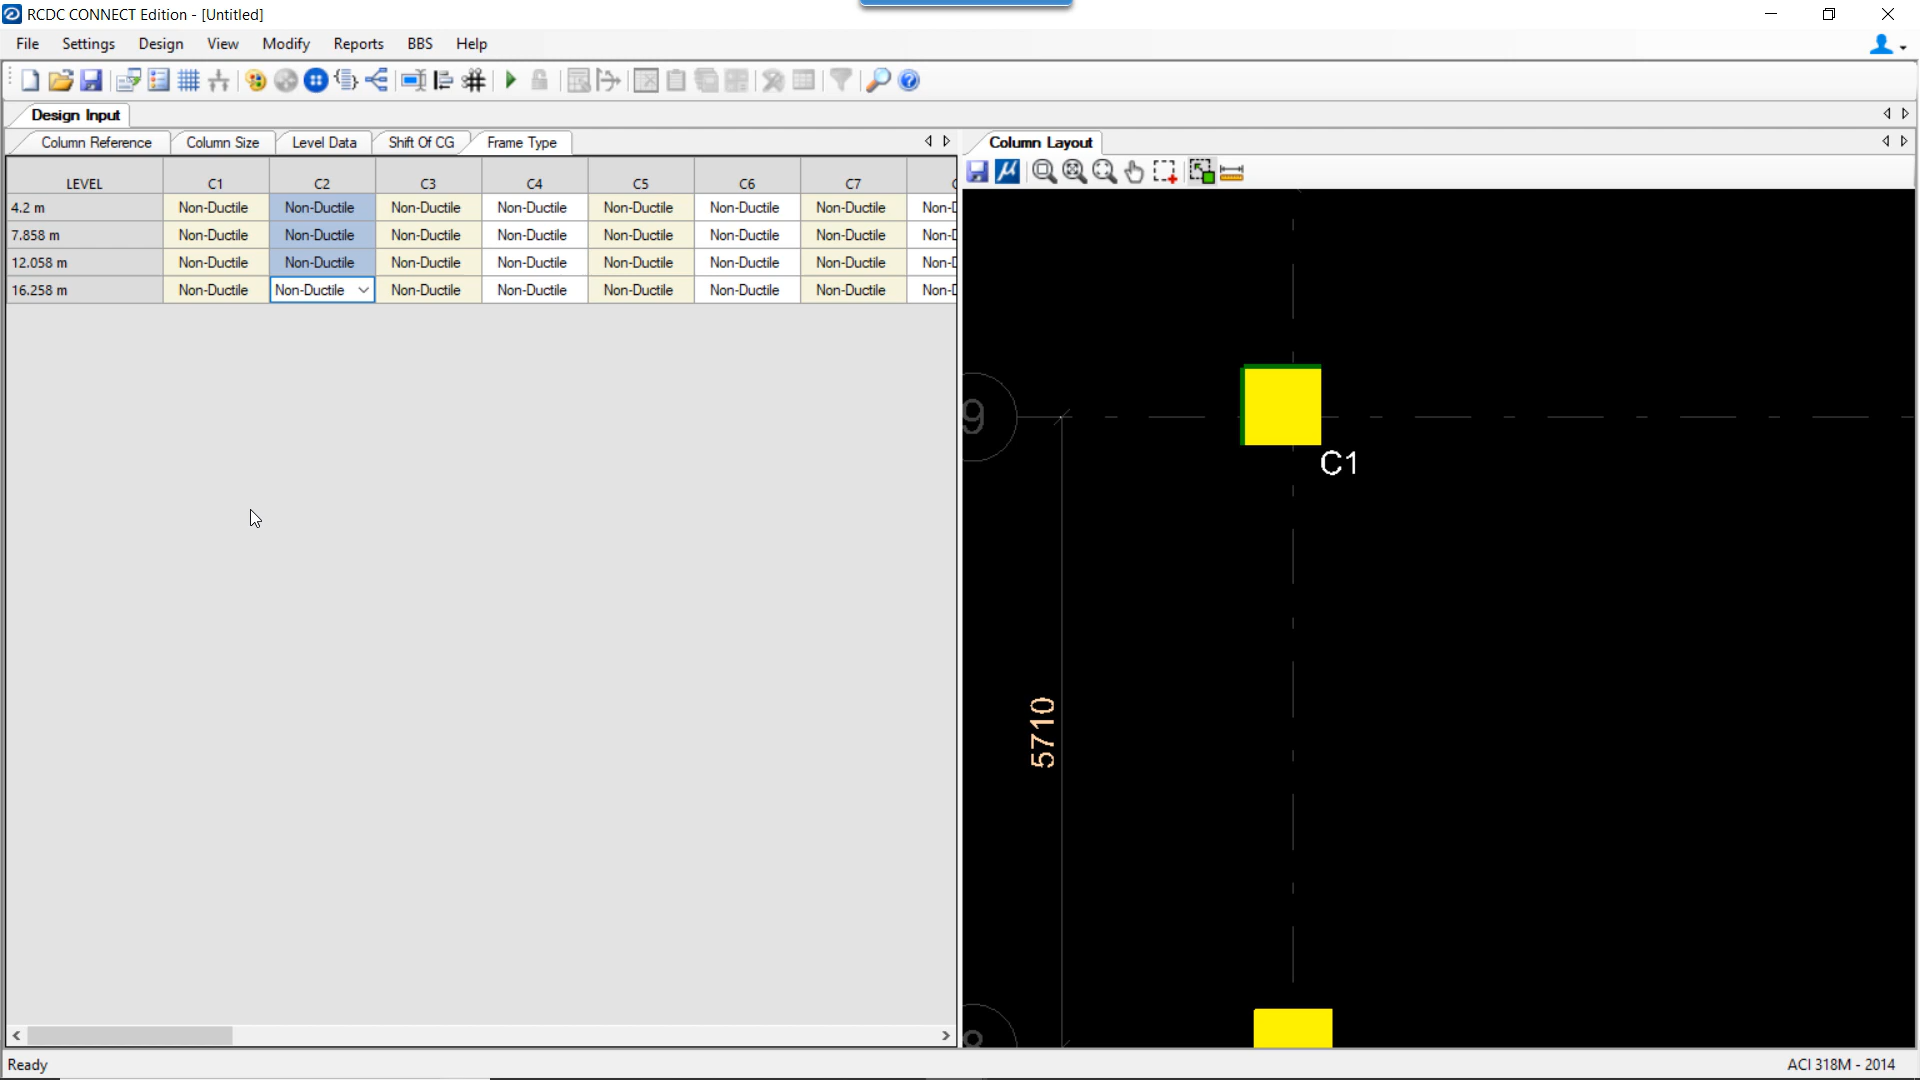 RCDC CONNECT Edition - [Untitled]
File Settings Design View Modify Reports BBS Help
Design Input
Column Reference Column Size Level Data Shift Of CG Frame Type
Column Layout
LEVEL C1 C2 C3 C4 C5 C6 C7
4.2 m Non-Ductile Non-Ductile Non-Ductile Non-Ductile Non-Ductile Non-Ductile Non-Ductile
7.858 m Non-Ductile Non-Ductile Non-Ductile Non-Ductile Non-Ductile Non-Ductile Non-Ductile
12.058 m Non-Ductile Non-Ductile Non-Ductile Non-Ductile Non-Ductile Non-Ductile Non-Ductile
16.258 m Non-Ductile Non-Ductile Non-Ductile Non-Ductile Non-Ductile Non-Ductile Non-Ductile
9
C1
5710
Ready
ACI 318M - 2014